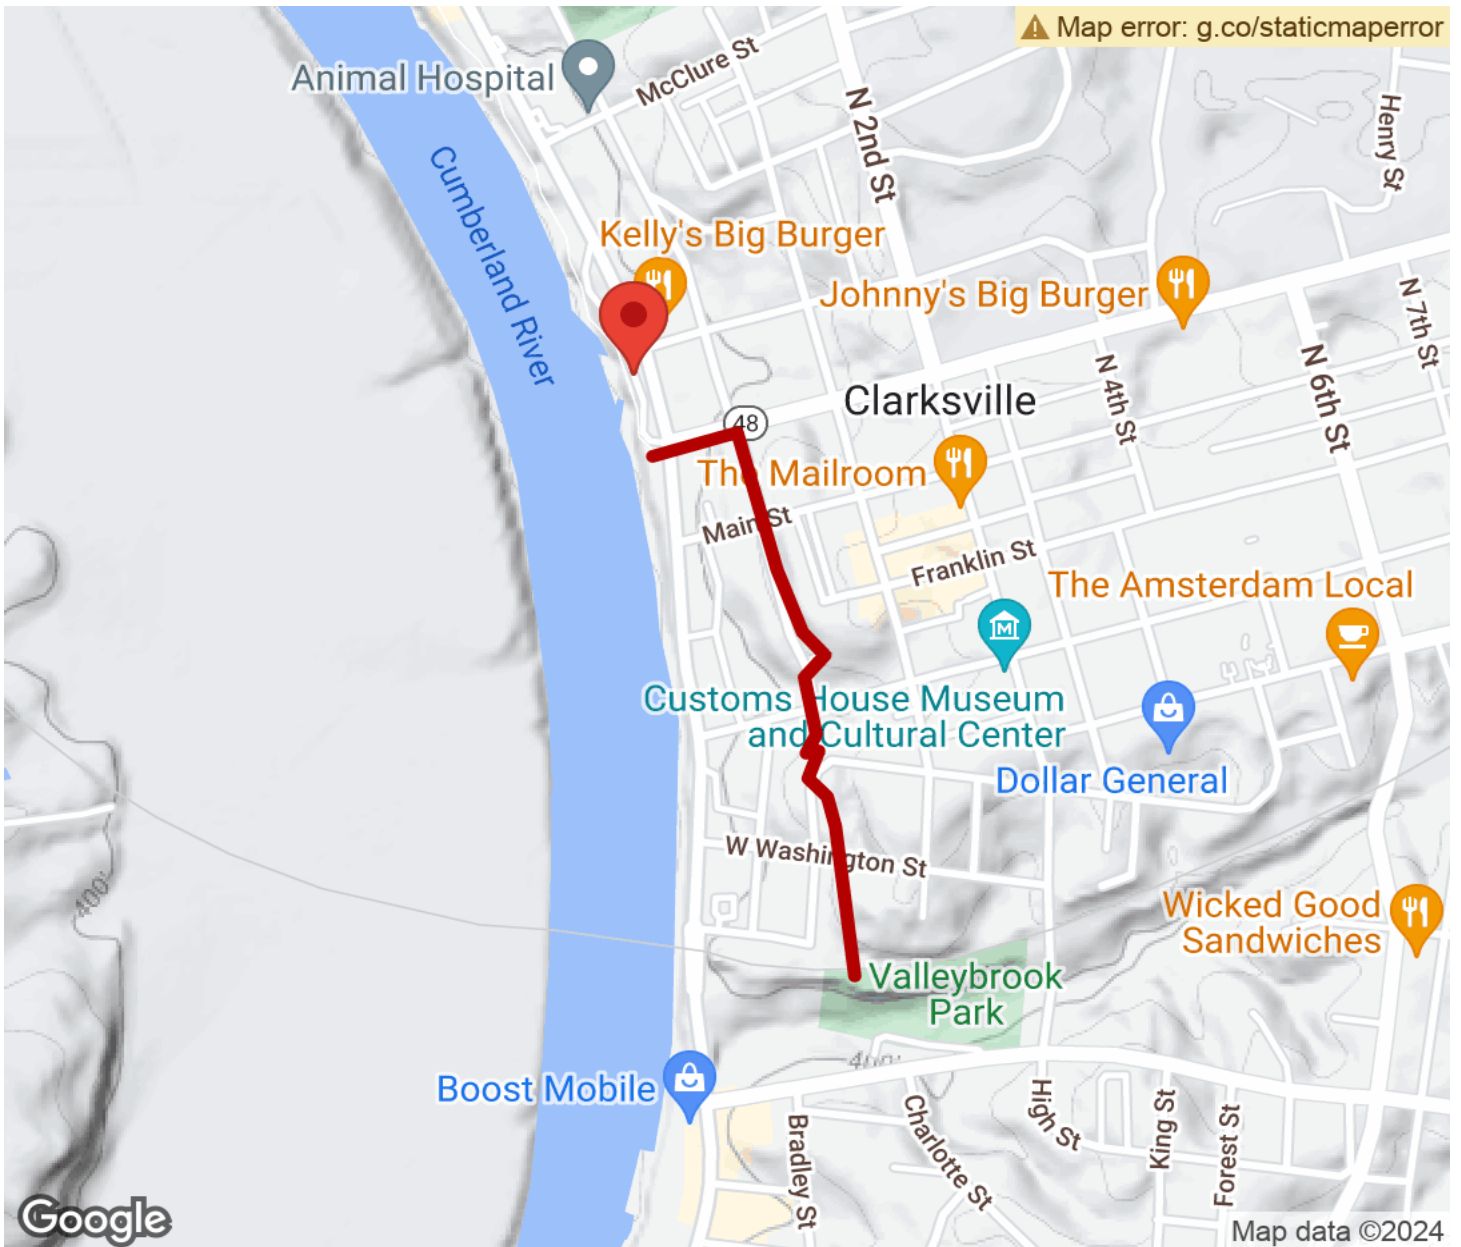 Map error: g.co/staticmaperror
Animal Hospital
McClure St
N 2nd St
Henry St
Cumberland River
Kelly's Big Burger
Johnny's Big Burger
N 7th St
N 4th St
N 6th St
Clarksville
48
The Mailroom
Main St
Franklin St
The Amsterdam Local
M
Customs House Museum
and Cultural Center
Dollar General
W Washington St
400'
Wicked Good
Sandwiches
Valleybrook
Park
400'
Boost Mobile
Bradley St
Charlotte St
High St
King St
Forest St
Google
Map data ©2024